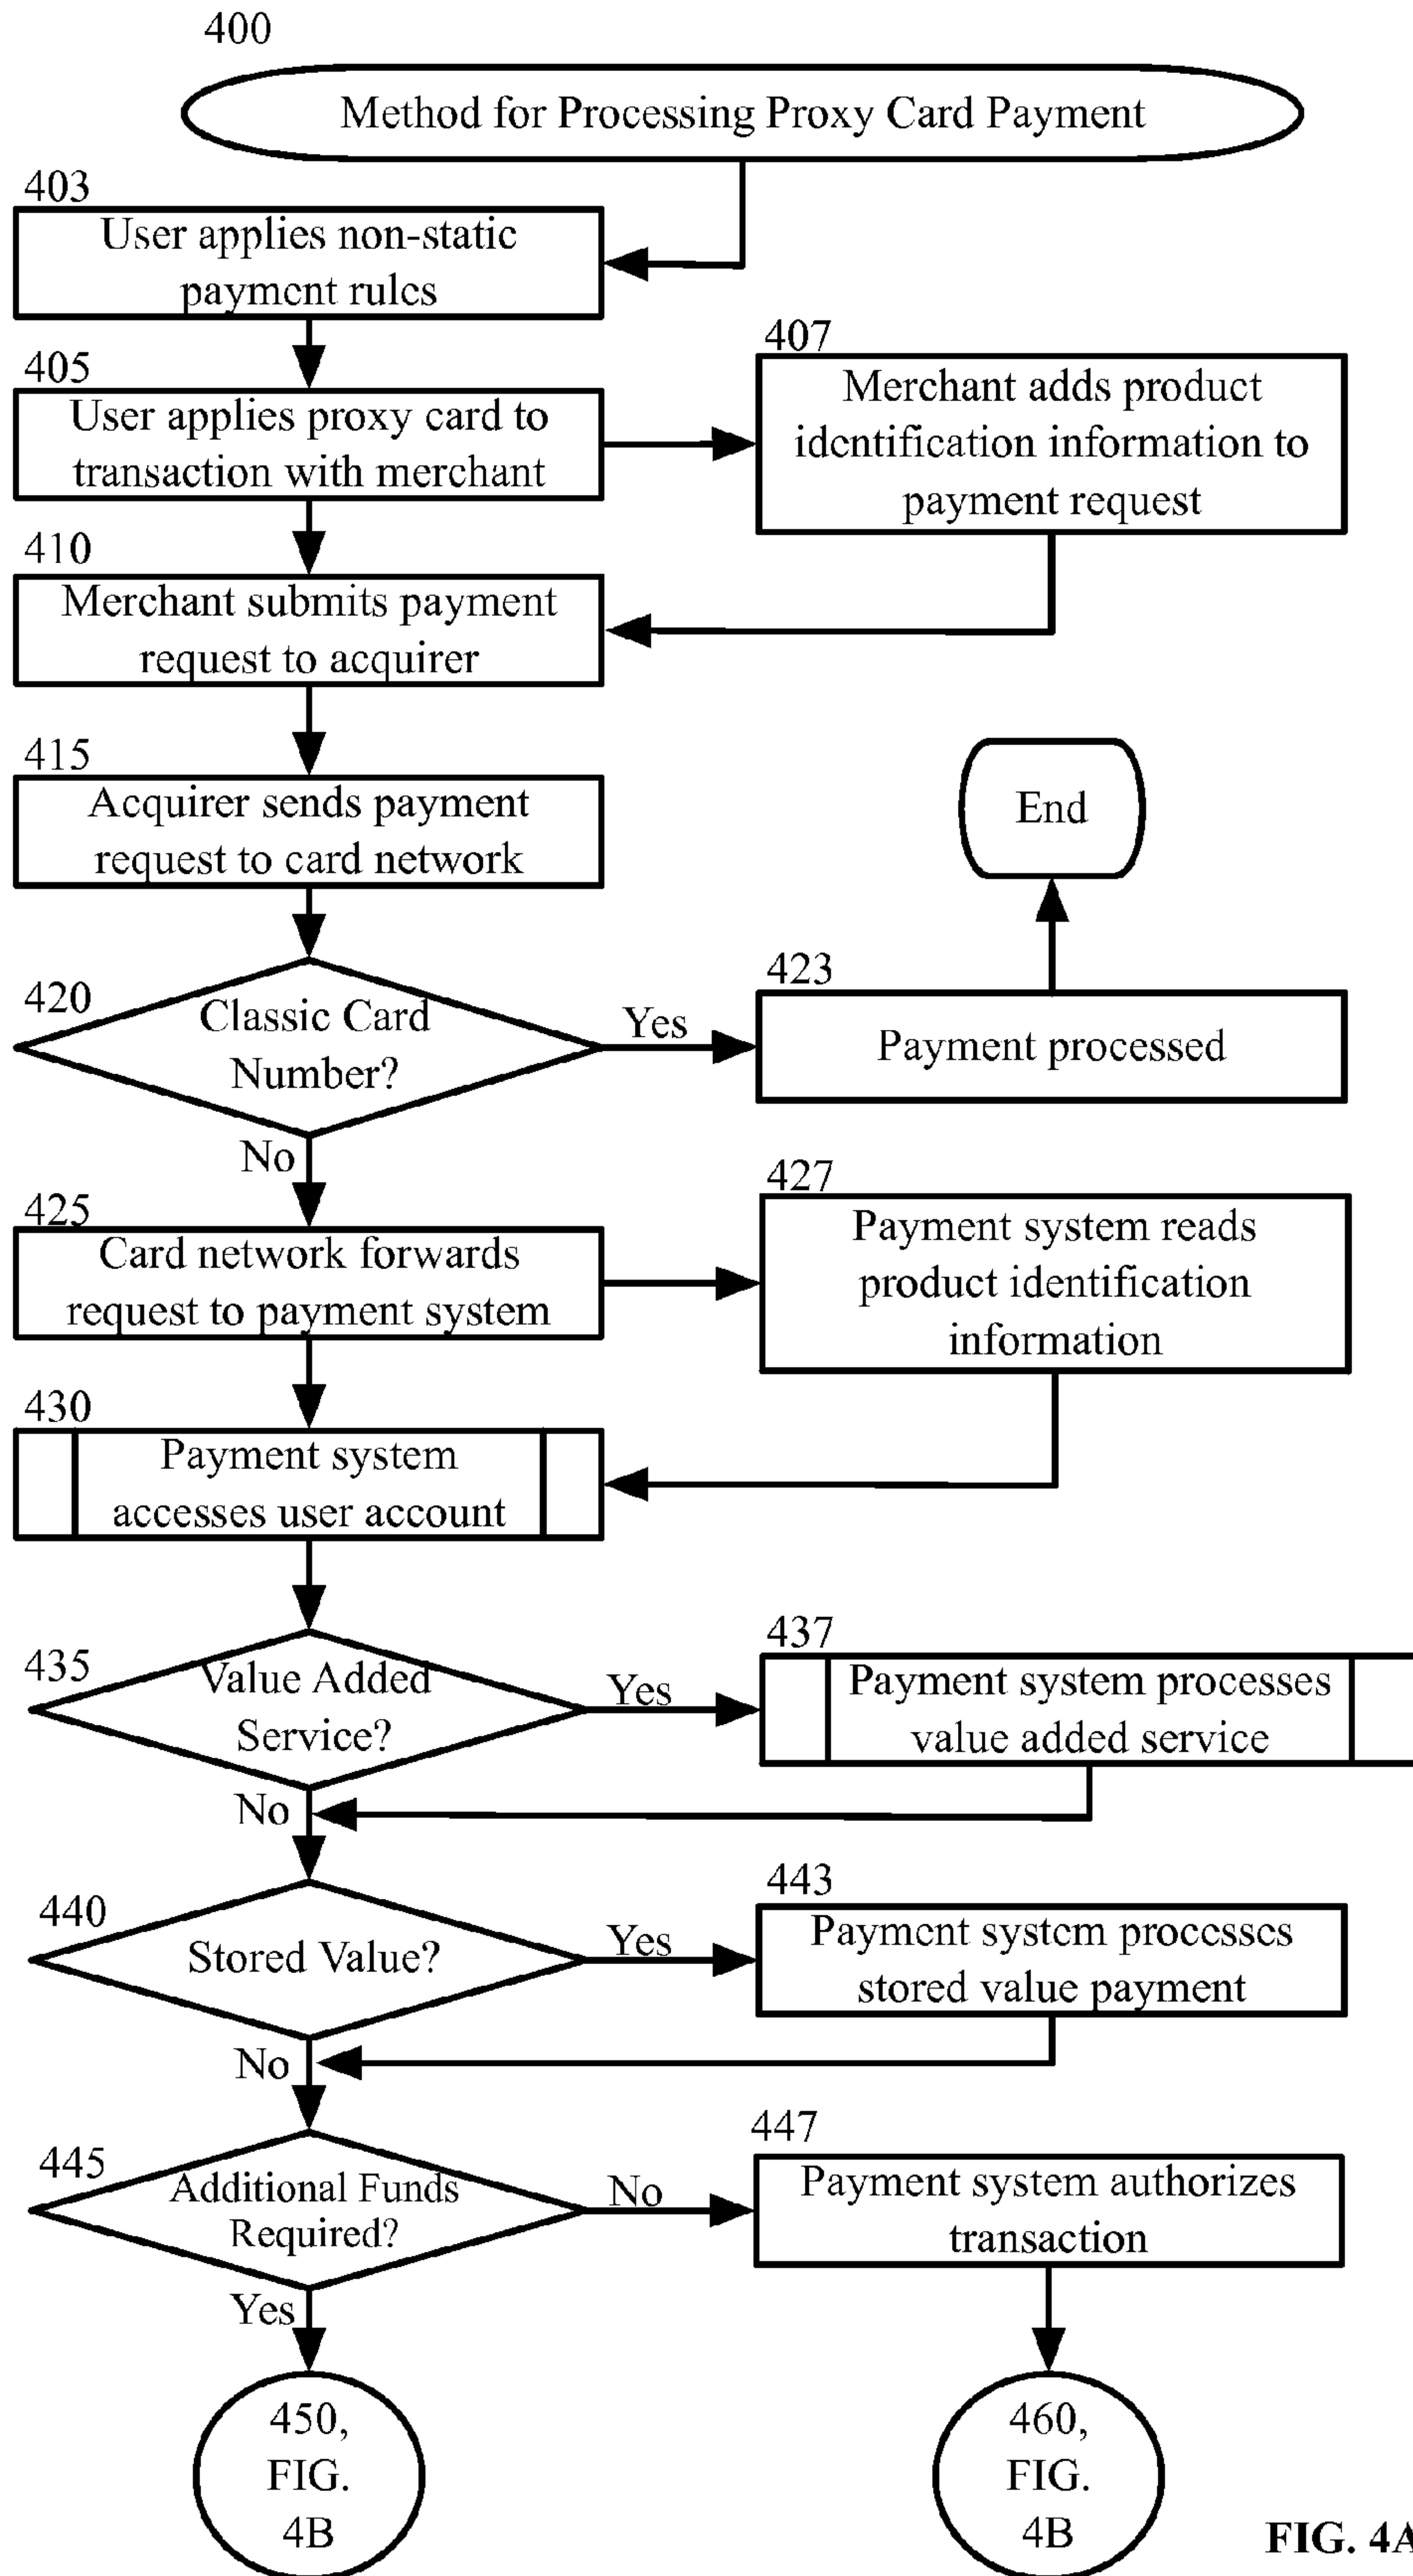 400
Method for Processing Proxy Card Payment
403
User applies non-static
payment rules
405
User applies proxy card to
transaction with merchant
407
Merchant adds product
identification information to
payment request
410
Merchant submits payment
request to acquirer
415
Acquirer sends payment
request to card network
End
420
Classic Card
Number?
Yes
423
Payment processed
No
425
Card network forwards
request to payment system
427
Payment system reads
product identification
information
430
Payment system
accesses user account
435
Value Added
Service?
Yes
437
Payment system processes
value added service
No
440
Stored Value?
Yes
443
Payment system processes
stored value payment
No
445
Additional Funds
Required?
No
447
Payment system authorizes
transaction
Yes
450,
FIG.
4B
460,
FIG.
4B
FIG. 4A